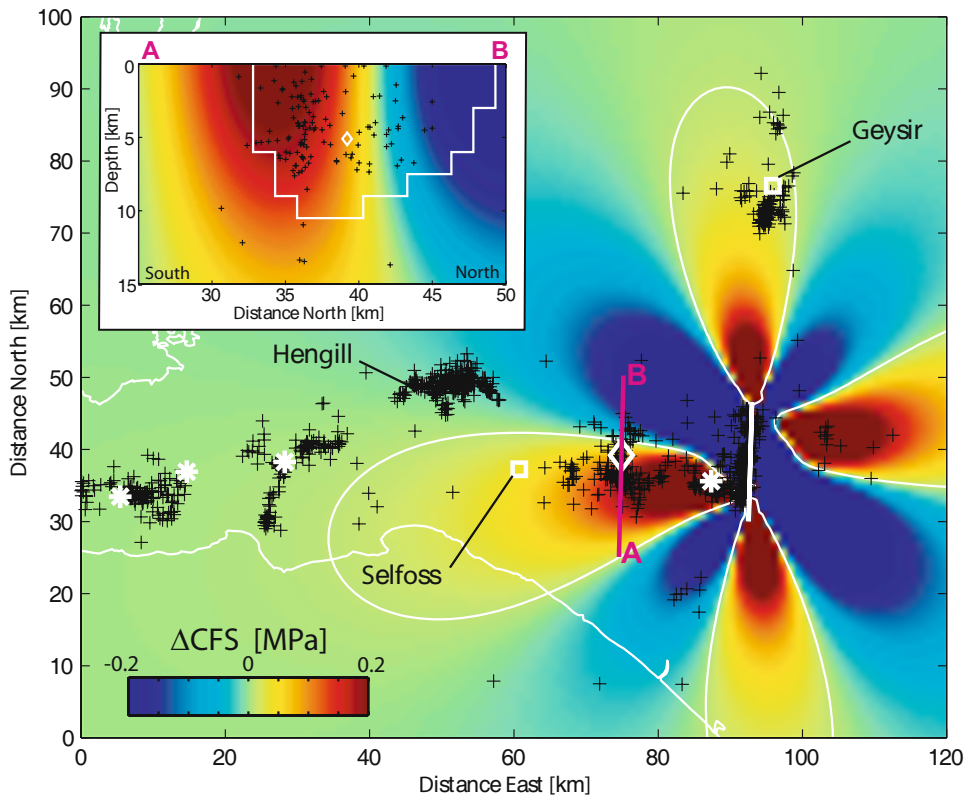 100
90
80
70
60
50
40
30
20
10
0
Distance North [km]
0
20
40
60
80
100
120
Distance East [km]
A
B
0
5
10
15
Depth [km]
South
North
30
35
40
45
50
Distance North [km]
Geysir
Hengill
B
A
Selfoss
ΔCFS [MPa]
-0.2
0
0.2